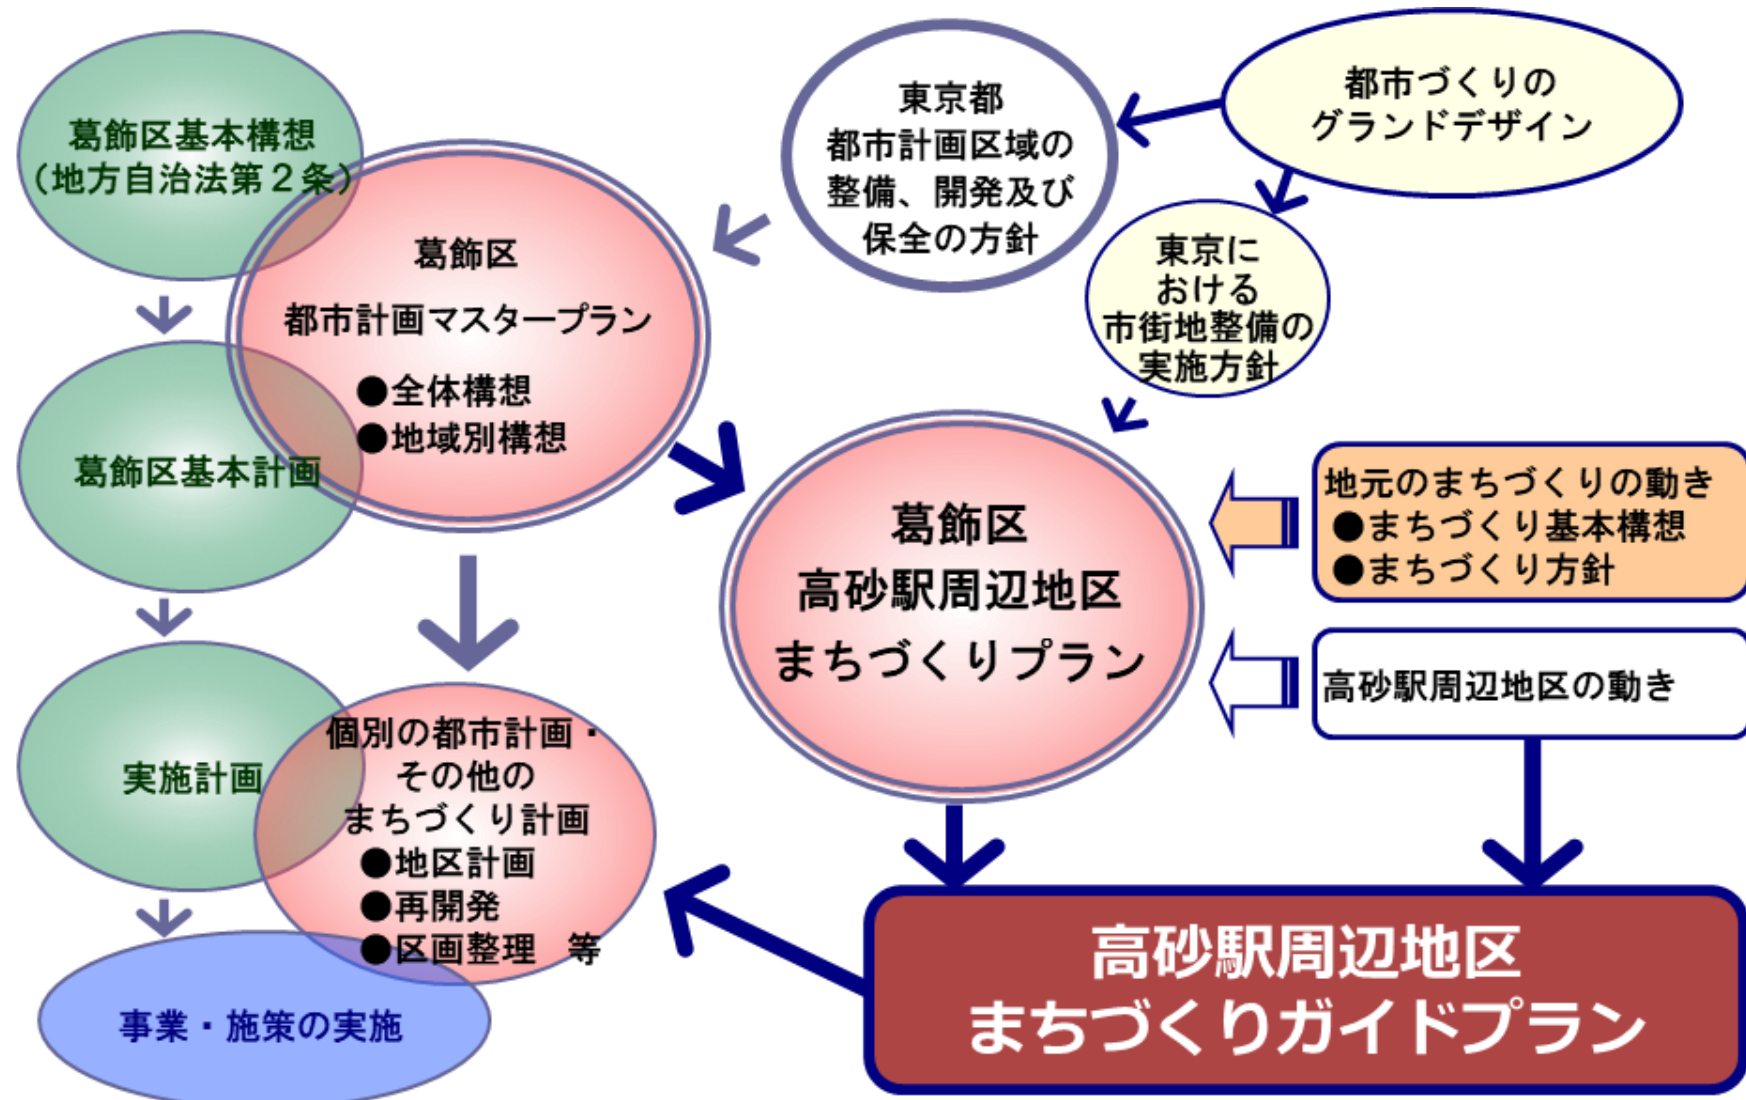 葛飾区基本構想
（地方自治法第２条）
葛飾区基本計画
実施計画
事業・施策の実施
葛飾区
都市計画マスタープラン
●全体構想
●地域別構想
個別の都市計画・
その他の
まちづくり計画
●地区計画
●再開発
●区画整理　等
東京都
都市計画区域の
整備、開発及び
保全の方針
都市づくりの
グランドデザイン
東京に
おける
市街地整備の
実施方針
葛飾区
高砂駅周辺地区
まちづくりプラン
地元のまちづくりの動き
●まちづくり基本構想
●まちづくり方針
高砂駅周辺地区の動き
高砂駅周辺地区
まちづくりガイドプラン